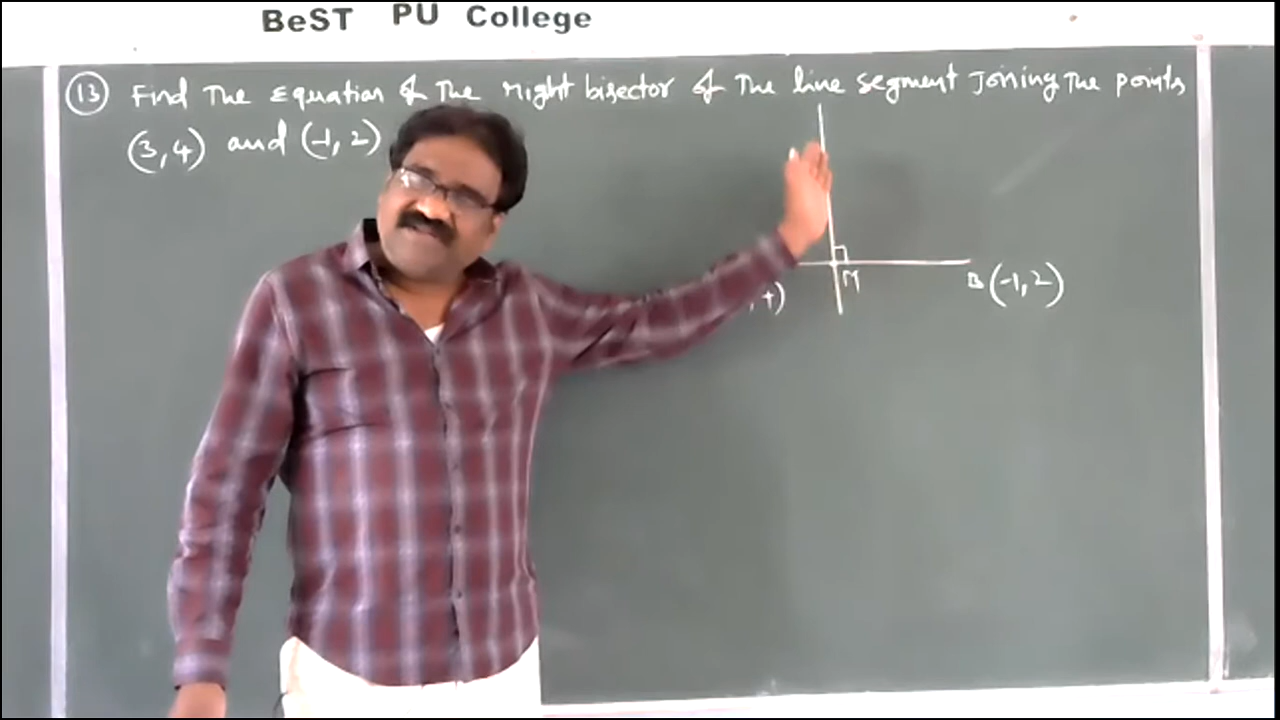 BeST PU College
13 Find The Equation of The right bisector of The line segment Joining The points
(3,4) and (-1,2)
M
B(-1,2)